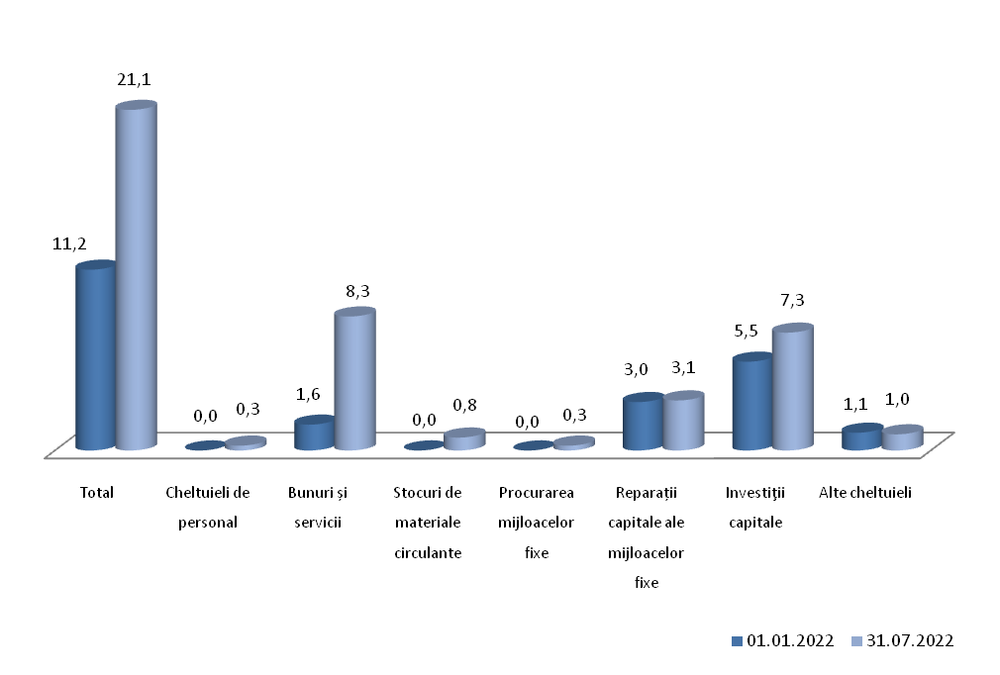 21,1
11,2
0,0
0,3
1,6
8,3
0,0
0,8
0,0
0,3
3,0
3,1
5,5
7,3
1,1
1,0
Total
Cheltuieli de
personal
Bunuri și
servicii
Stocuri de
materiale
circulante
Procurarea
mijloacelor
fixe
Reparații
capitale ale
mijloacelor
fixe
Investiții
capitale
Alte cheltuieli
01.01.2022
31.07.2022